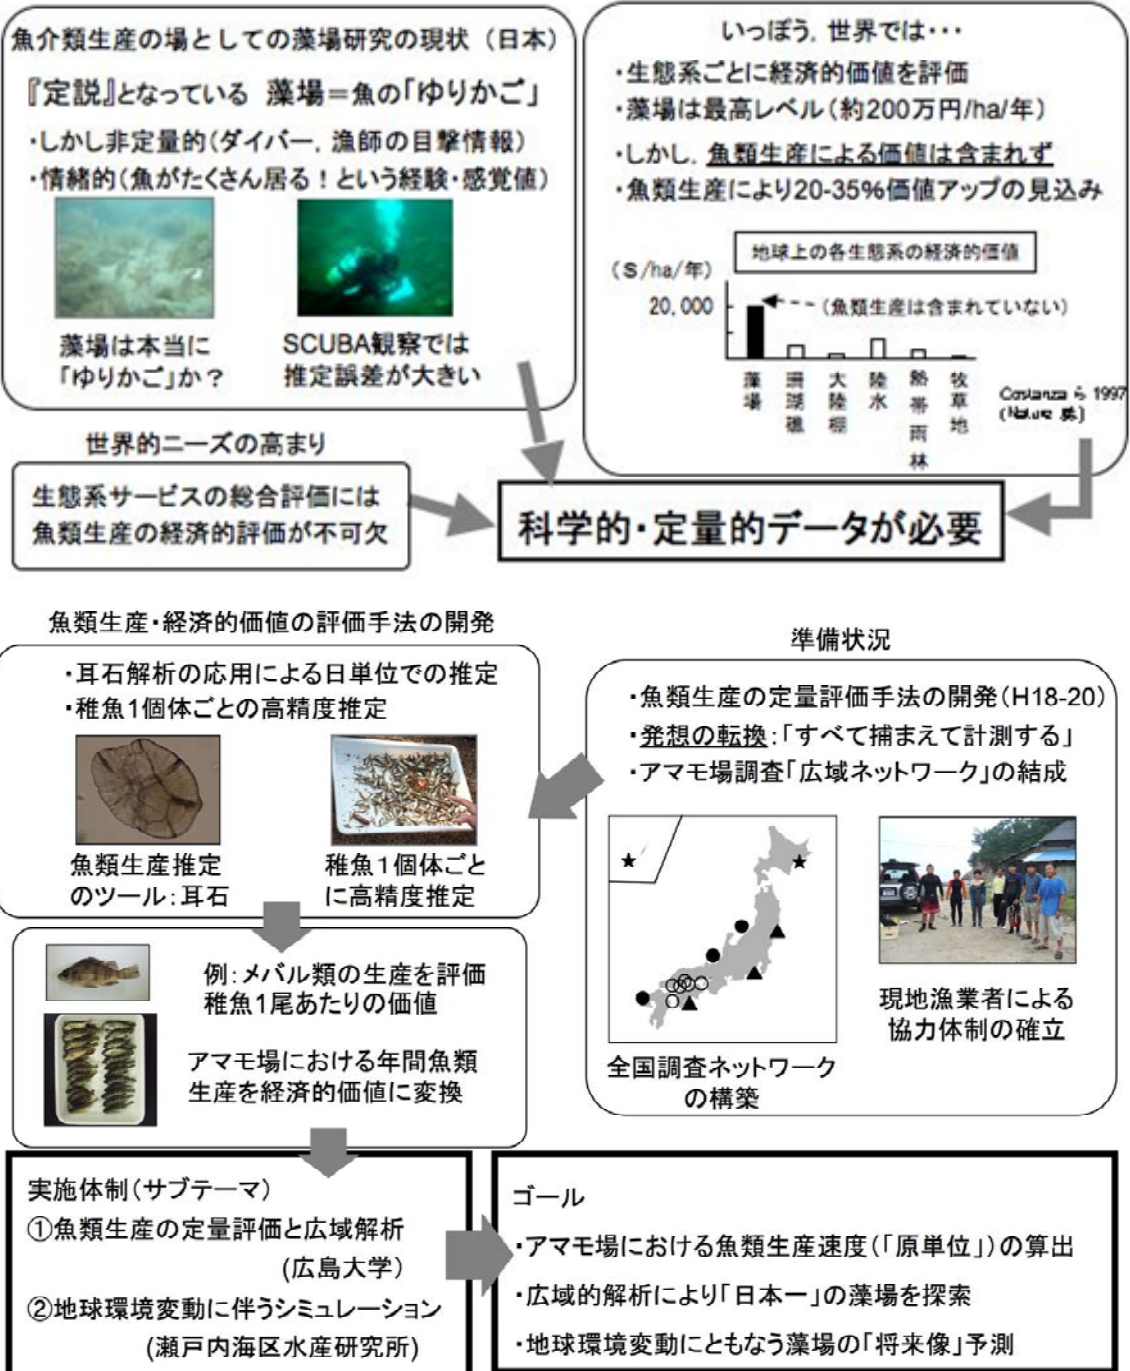 魚介類生産の場としての藻場研究の現状（日本）
『定説』となっている 藻場＝魚の「ゆりかご」
・しかし非定量的（ダイバー，漁師の目撃情報）
・情緒的（魚がたくさん居る！という経験・感覚値）
藻場は本当に
「ゆりかご」か？
SCUBA観察では
推定誤差が大きい
いっぽう，世界では・・・
・生態系ごとに経済的価値を評価
・藻場は最高レベル（約200万円/ha/年）
・しかし，魚類生産による価値は含まれず
・魚類生産により20-35%価値アップの見込み
地球上の各生態系の経済的価値
（$/ha/年）
20,000
（魚類生産は含まれていない）
藻場
珊瑚礁
大陸棚
陸水
熱帯雨林
牧草地
Costanza ら 1997
(Nature 誌)
世界的ニーズの高まり
生態系サービスの総合評価には
魚類生産の経済的評価が不可欠
科学的・定量的データが必要
魚類生産・経済的価値の評価手法の開発
・耳石解析の応用による日単位での推定
・稚魚1個体ごとの高精度推定
魚類生産推定
のツール：耳石
稚魚1個体ごと
に高精度推定
準備状況
・魚類生産の定量評価手法の開発（H18-20）
・発想の転換：「すべて捕まえて計測する」
・アマモ場調査「広域ネットワーク」の結成
全国調査ネットワーク
の構築
現地漁業者による
協力体制の確立
例：メバル類の生産を評価
稚魚1尾あたりの価値
アマモ場における年間魚類
生産を経済的価値に変換
実施体制（サブテーマ）
①魚類生産の定量評価と広域解析
（広島大学）
②地球環境変動に伴うシミュレーション
（瀬戸内海区水産研究所）
ゴール
・アマモ場における魚類生産速度（「原単位」）の算出
・広域的解析により「日本一」の藻場を探索
・地球環境変動にともなう藻場の「将来像」予測